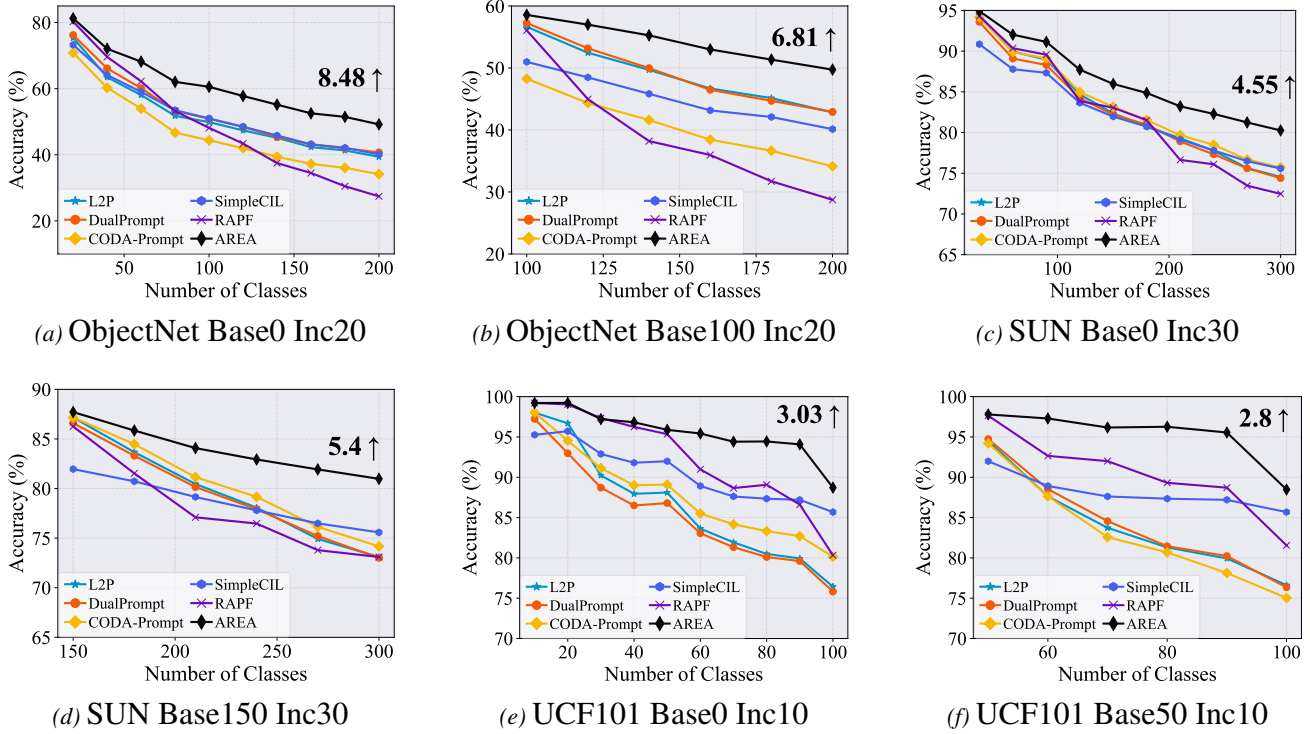 80
60
40
20
Accuracy (%)
8.48 ↑
L2P
DualPrompt
CODA-Prompt
SimpleCIL
RAPF
AREA
50 100 150 200
Number of Classes
(a) ObjectNet Base0 Inc20
60
50
40
30
20
Accuracy (%)
6.81 ↑
L2P
DualPrompt
CODA-Prompt
SimpleCIL
RAPF
AREA
100 125 150 175 200
Number of Classes
(b) ObjectNet Base100 Inc20
95
90
85
80
75
70
65
Accuracy (%)
4.55 ↑
L2P
DualPrompt
CODA-Prompt
SimpleCIL
RAPF
AREA
100 200 300
Number of Classes
(c) SUN Base0 Inc30
90
85
80
75
70
65
Accuracy (%)
5.4 ↑
L2P
DualPrompt
CODA-Prompt
SimpleCIL
RAPF
AREA
150 200 250 300
Number of Classes
(d) SUN Base150 Inc30
100
95
90
85
80
75
70
Accuracy (%)
3.03 ↑
L2P
DualPrompt
CODA-Prompt
SimpleCIL
RAPF
AREA
20 40 60 80 100
Number of Classes
(e) UCF101 Base0 Inc10
100
95
90
85
80
75
70
Accuracy (%)
2.8 ↑
L2P
DualPrompt
CODA-Prompt
SimpleCIL
RAPF
AREA
60 80 100
Number of Classes
(f) UCF101 Base50 Inc10